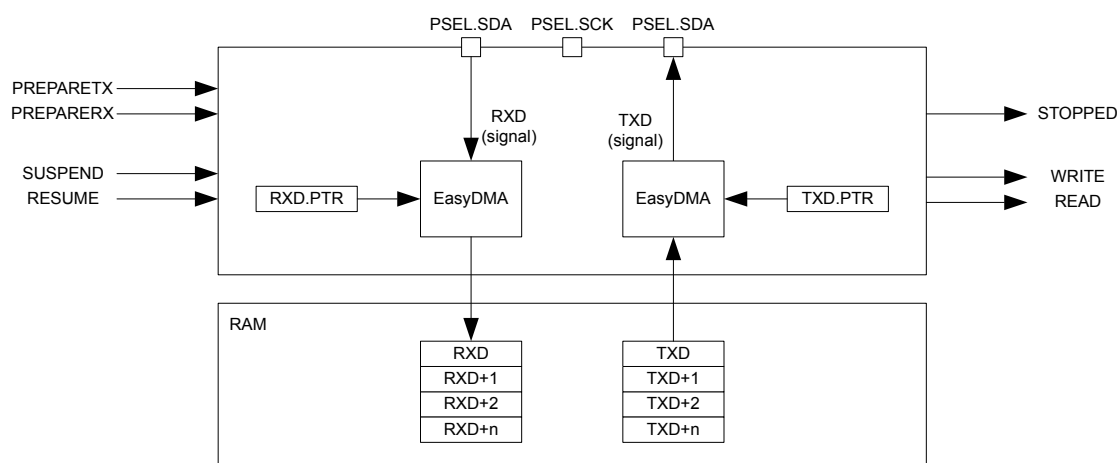 PSEL.SDA PSEL.SCK PSEL.SDA
PREPARETX
PREPARERX
RXD
(signal)
TXD
(signal)
STOPPED
SUSPEND
RESUME
RXD.PTR
EasyDMA
EasyDMA
TXD.PTR
WRITE
READ
RAM
RXD
RXD+1
RXD+2
RXD+n
TXD
TXD+1
TXD+2
TXD+n